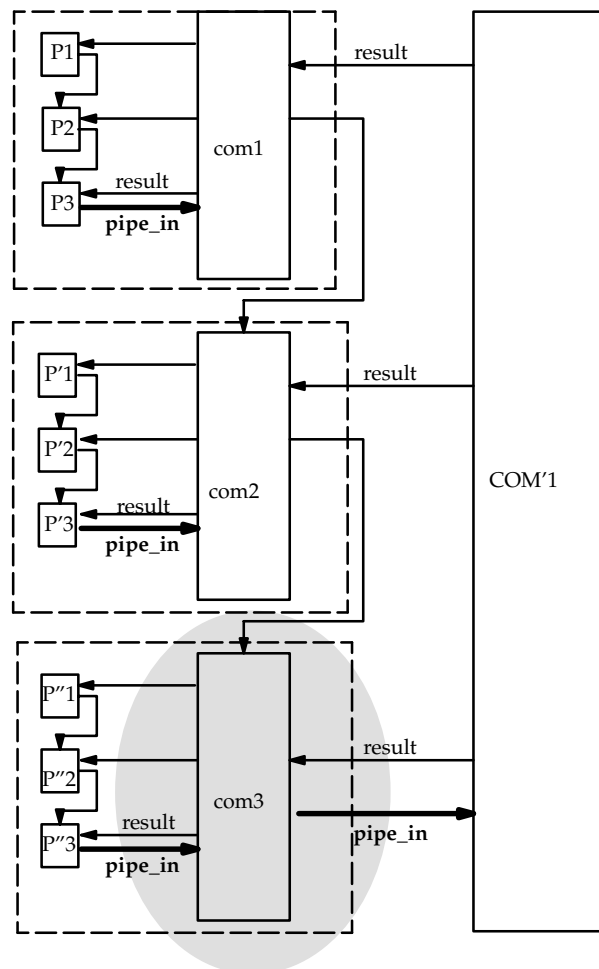 P1
result
P2
com1
result
P3
pipe_in
P'1
result
P'2
com2
COM'1
result
P'3
pipe_in
P"1
result
P"2
com3
result
P"3
pipe_in
pipe_in